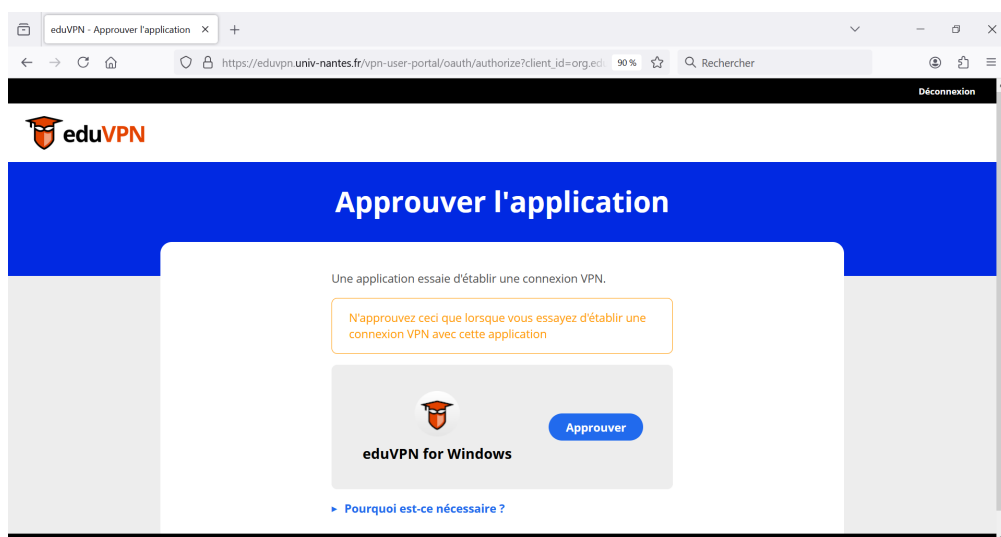 eduVPN - Approuver l'application
https://eduvpn.univ-nantes.fr/vpn-user-portal/oauth/authorize?client_id=org.ed
90 %
Rechercher
Déconnexion
eduVPN
Approuver l'application
Une application essaie d'établir une connexion VPN.
N'approuvez ceci que lorsque vous essayez d'établir une
connexion VPN avec cette application
Approuver
eduVPN for Windows
Pourquoi est-ce nécessaire ?